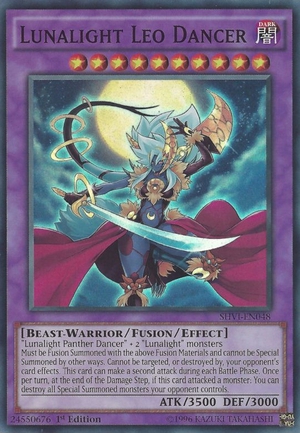 Lunalight Leo Dancer
DARK
闇
SHVI-EN048
[Beast-Warrior/Fusion/Effect]
"Lunalight Panther Dancer" + 2 "Lunalight" monsters
Must be Fusion Summoned with the above Fusion Materials and cannot be Special
Summoned by other ways. Cannot be targeted, or destroyed, by your opponent's
card effects. This card can make a second attack during each Battle Phase. Once
per turn, at the end of the Damage Step, if this card attacked a monster: You can
destroy all Special Summoned monsters your opponent controls.
ATK/3500 DEF/3000
24550676 1st Edition
©1996 KAZUKI TAKAHASHI